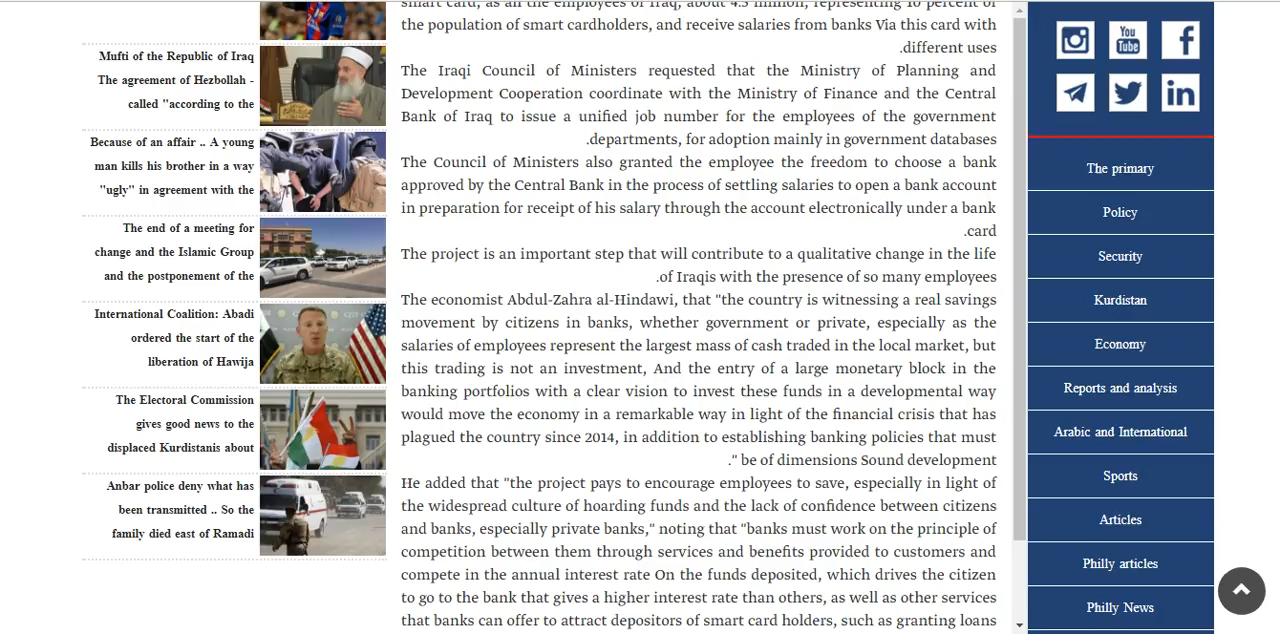 Mufti of the Republic of Iraq
The agreement of Hezbollah -
called "according to the
Because of an affair .. A young
man kills his brother in a way
"ugly" in agreement with the
The end of a meeting for
change and the Islamic Group
and the postponement of the
International Coalition: Abadi
ordered the start of the
liberation of Hawija
The Electoral Commission
gives good news to the
displaced Kurdistanis about
Anbar police deny what has
been transmitted .. So the
family died east of Ramadi
smart card, as all the employees of Iraq, about 4.5 million, representing 10 percent of
the population of smart cardholders, and receive salaries from banks Via this card with
.different uses
The Iraqi Council of Ministers requested that the Ministry of Planning and
Development Cooperation coordinate with the Ministry of Finance and the Central
Bank of Iraq to issue a unified job number for the employees of the government
.departments, for adoption mainly in government databases
The Council of Ministers also granted the employee the freedom to choose a bank
approved by the Central Bank in the process of settling salaries to open a bank account
in preparation for receipt of his salary through the account electronically under a bank
.card
The project is an important step that will contribute to a qualitative change in the life
.of Iraqis with the presence of so many employees
The economist Abdul-Zahra al-Hindawi, that "the country is witnessing a real savings
movement by citizens in banks, whether government or private, especially as the
salaries of employees represent the largest mass of cash traded in the local market, but
this trading is not an investment, And the entry of a large monetary block in the
banking portfolios with a clear vision to invest these funds in a developmental way
would move the economy in a remarkable way in light of the financial crisis that has
plagued the country since 2014, in addition to establishing banking policies that must
." be of dimensions Sound development
He added that "the project pays to encourage employees to save, especially in light of
the widespread culture of hoarding funds and the lack of confidence between citizens
and banks, especially private banks," noting that "banks must work on the principle of
competition between them through services and benefits provided to customers and
compete in the annual interest rate On the funds deposited, which drives the citizen
to go to the bank that gives a higher interest rate than others, as well as other services
that banks can offer to attract depositors of smart card holders, such as granting loans
You
Tube
f
in
The primary
Policy
Security
Kurdistan
Economy
Reports and analysis
Arabic and International
Sports
Articles
Philly articles
Philly News